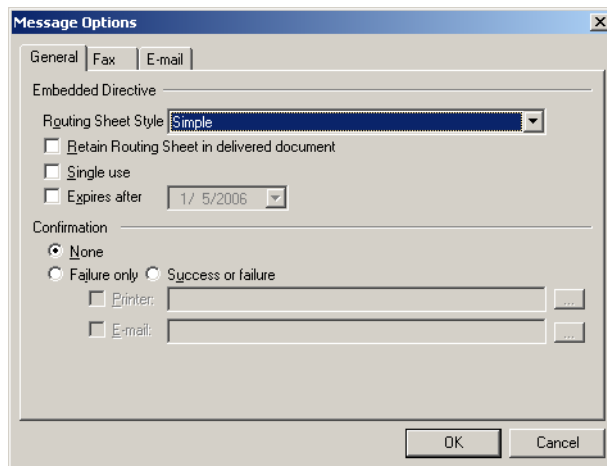 Message Options
General Fax E-mail
Embedded Directive
Routing Sheet Style Simple
Retain Routing Sheet in delivered document
Single use
Expires after 1/ 5/2006
Confirmation
None
Failure only Success or failure
Printer: ...
E-mail: ...
OK Cancel